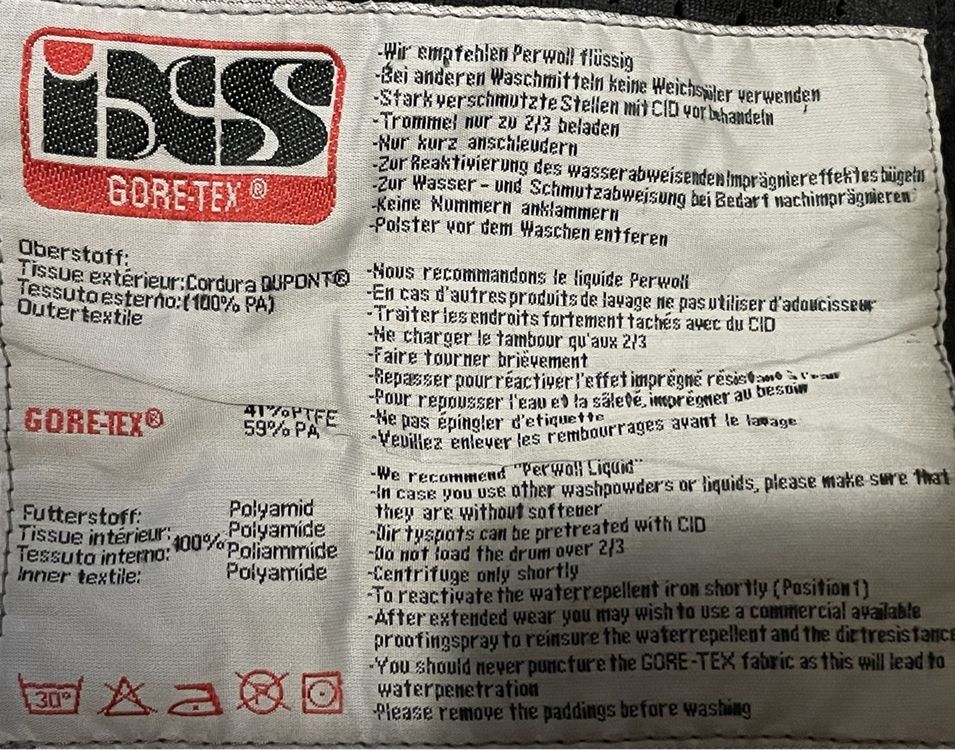 iXS
GORE-TEX®
Oberstoff:
Tissue extérieur: Cordura DUPONT®
Tessuto esterno: (100% PA)
Outertextile
GORE-TEX®
41% PTFE
59% PA
Futterstoff: Polyamid
Tissue intérieur: Polyamide
100%
Tessuto interno: Poliammide
Inner textile: Polyamide
30°
-Wir empfehlen Perwoll flüssig
-Bei anderen Waschmitteln keine Weichspüler verwenden
-Stark verschmutzte Stellen mit CID vorbehandeln
-Trommel nur zu 2/3 beladen
-Nur kurz anschleudern
-Zur Reaktivierung des wasserabweisenden Imprägniereffektes bügeln
-Zur Wasser- und Schmutzabweisung bei Bedarf nachimprägnieren
-Keine Nummern anklammern
-Polster vor dem Waschen entferen
-Nous recommandons le liquide Perwoll
-En cas d'autres produits de lavage ne pas utiliser d'adoucisseur
-Traiter les endroits fortement tachés avec du CID
-Ne charger le tambour qu'aux 2/3
-Faire tourner brièvement
-Repasser pour réactiver l'effet imprégné résistant à l'eau
-Pour repousser l'eau et la sâleté, imprégner au besoin
-Ne pas épingler d'etiquette
-Veuillez enlever les rembourrages avant le lavage
-We recommend "Perwoll Liquid"
-In case you use other washpowders or liquids, please make sure that
they are without softener
-Dirtyspots can be pretreated with CID
-Do not load the drum over 2/3
-Centrifuge only shortly
-To reactivate the waterrepellent iron shortly (Position 1)
-After extended wear you may wish to use a commercial available
proofingspray to reinsure the waterrepellent and the dirtresistance
-You should never puncture the GORE-TEX fabric as this will lead to
waterpenetration
-Please remove the paddings before washing